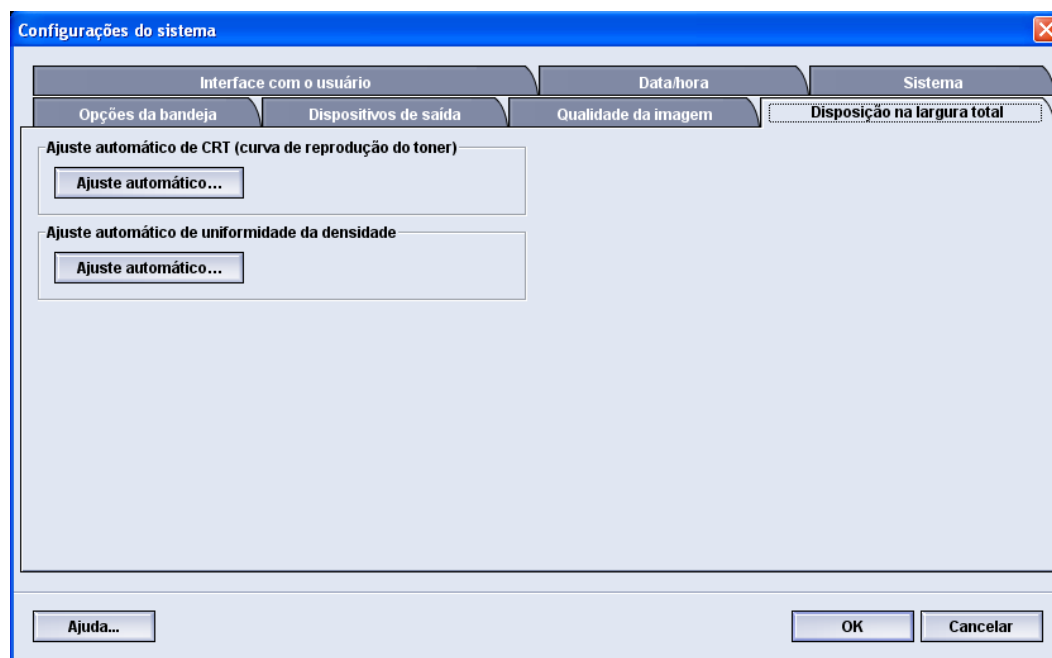 Configurações do sistema
Interface com o usuário
Data/hora
Sistema
Opções da bandeja
Dispositivos de saída
Qualidade da imagem
Disposição na largura total
Ajuste automático de CRT (curva de reprodução do toner)
Ajuste automático...
Ajuste automático de uniformidade da densidade
Ajuste automático...
Ajuda...
OK
Cancelar